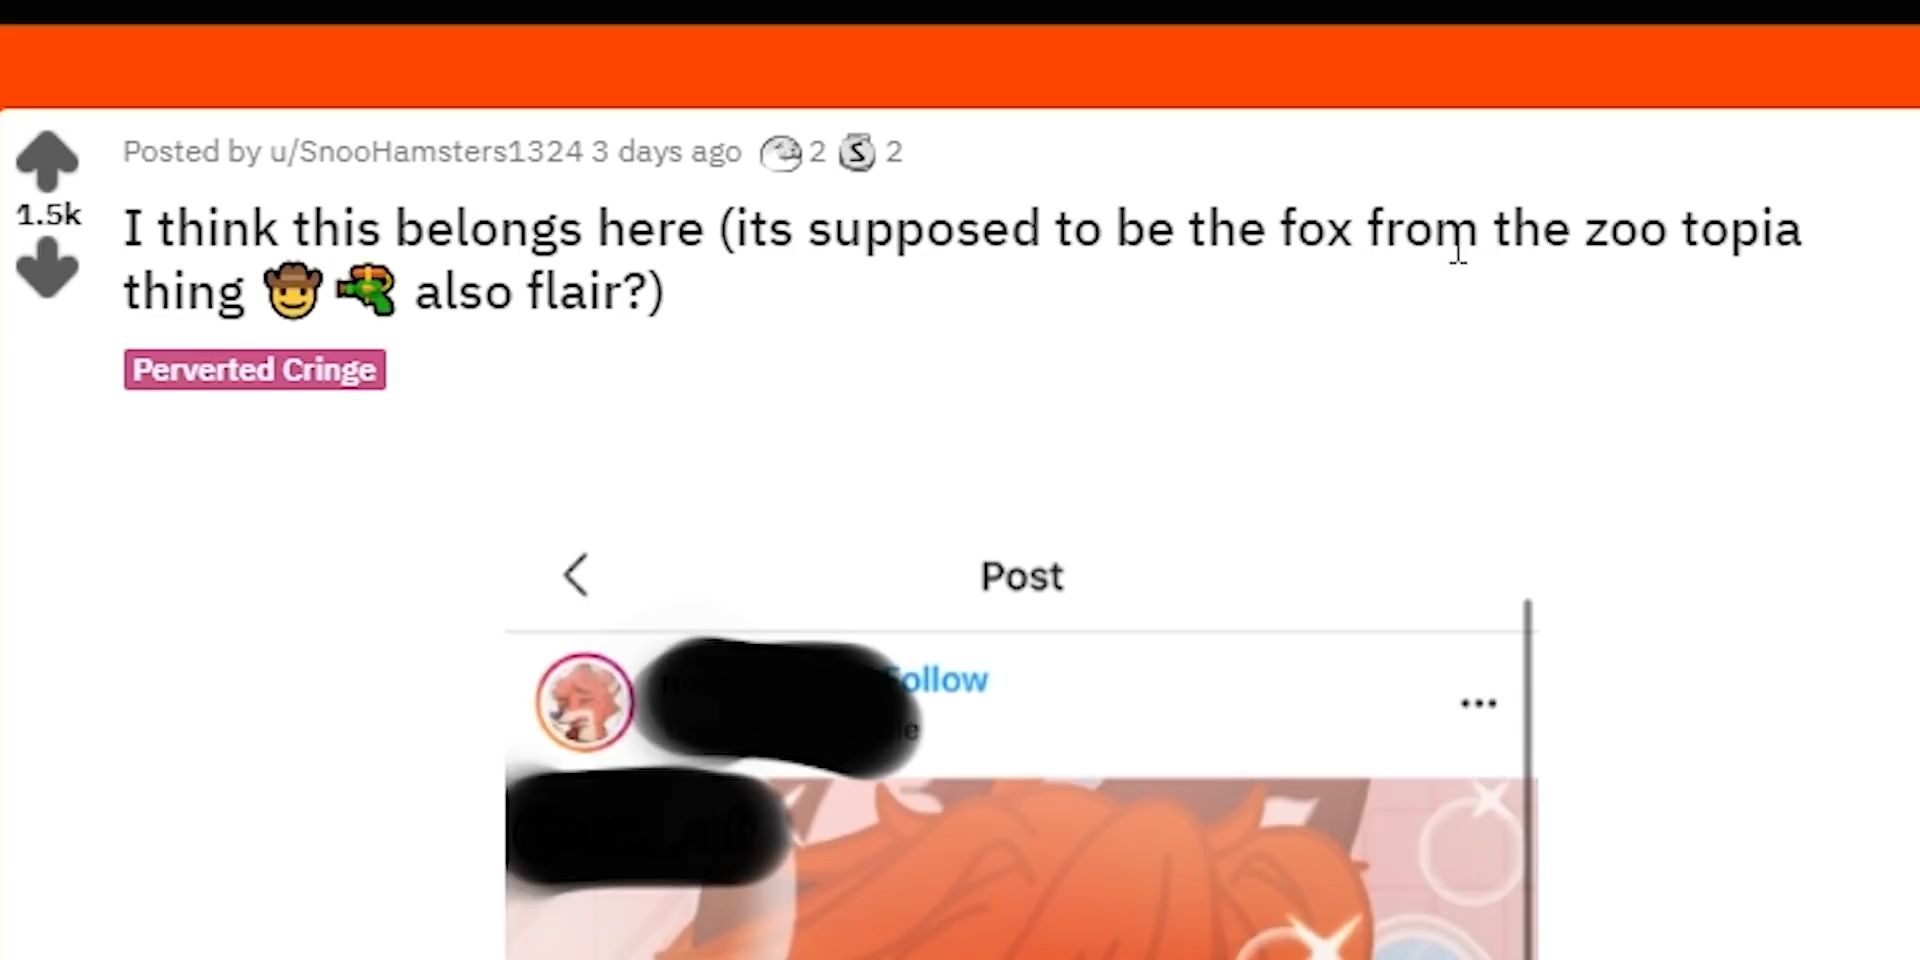 Posted by u/SnooHamsters1324 3 days ago 2 S 2
1.5k
I think this belongs here (its supposed to be the fox from the zoo topia
thing 🤠🔫 also flair?)
Perverted Cringe
Post
Follow